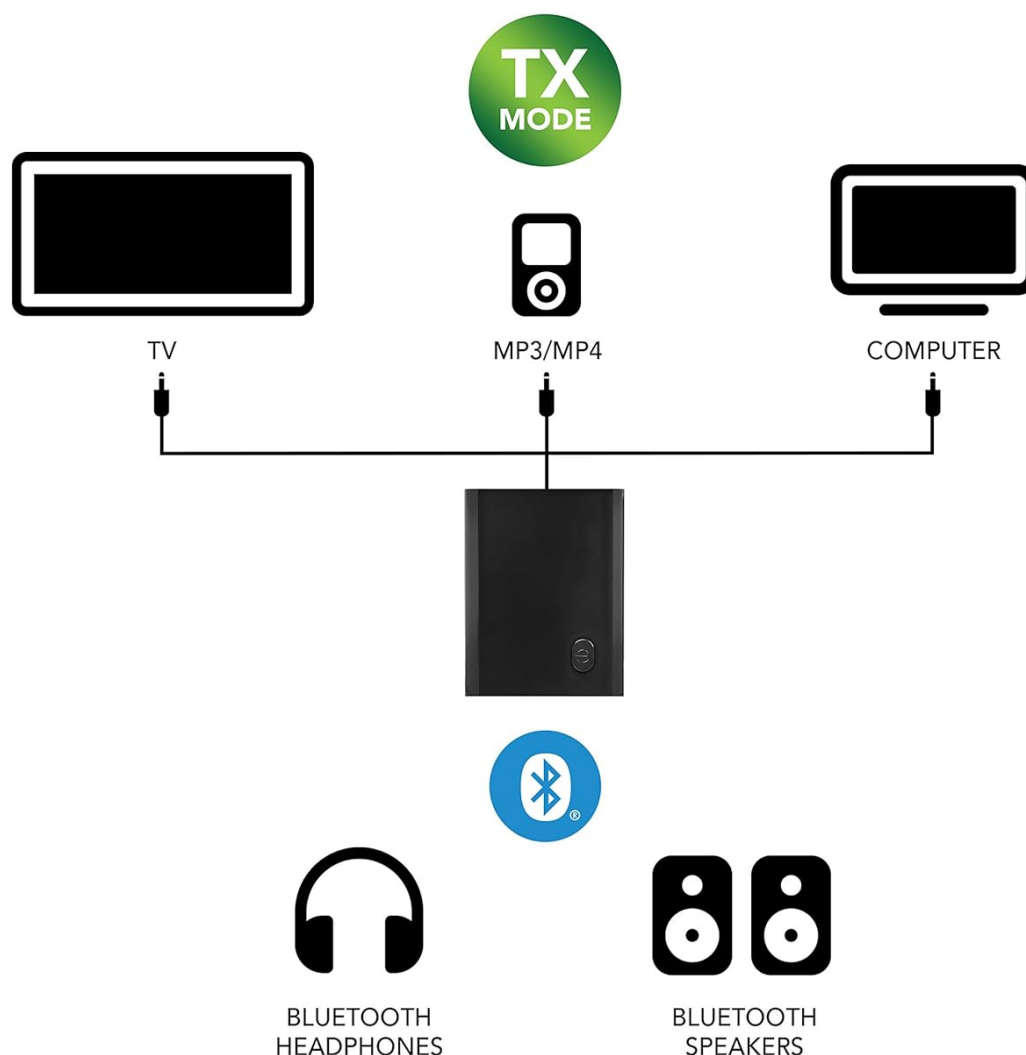 TX
MODE
TV
MP3/MP4
COMPUTER
®
BLUETOOTH
HEADPHONES
BLUETOOTH
SPEAKERS